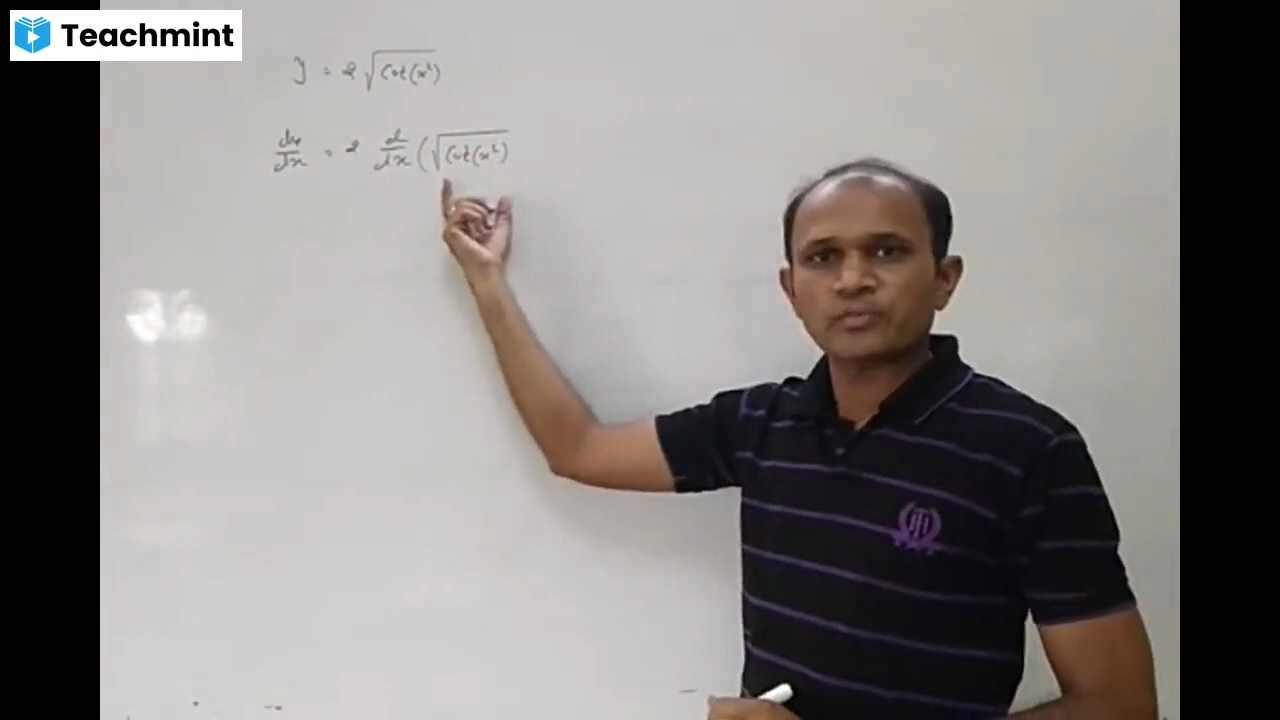 Teachmint
y = 2 √cot(x²)
dy/dx = 2 d/dx (√cot(x²)